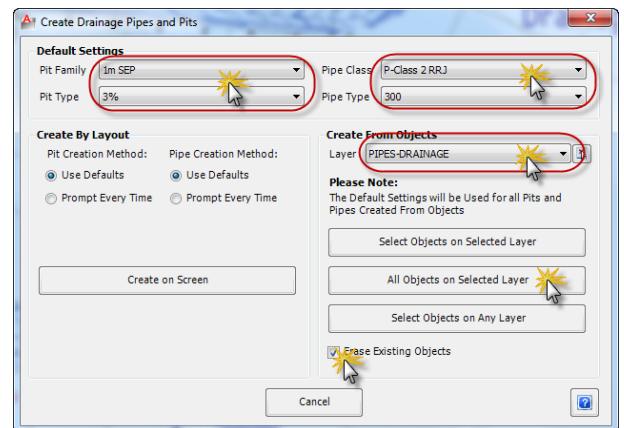 Create Drainage Pipes and Pits
Default Settings
Pit Family 1m SEP
Pit Type 3%
Pipe Class P-Class 2 RRJ
Pipe Type 300
Create By Layout
Pit Creation Method: Pipe Creation Method:
Use Defaults Use Defaults
Prompt Every Time Prompt Every Time
Create on Screen
Create From Objects
Layer PIPES-DRAINAGE
Please Note:
The Default Settings will be Used for all Pits and
Pipes Created From Objects
Select Objects on Selected Layer
All Objects on Selected Layer
Select Objects on Any Layer
Erase Existing Objects
Cancel